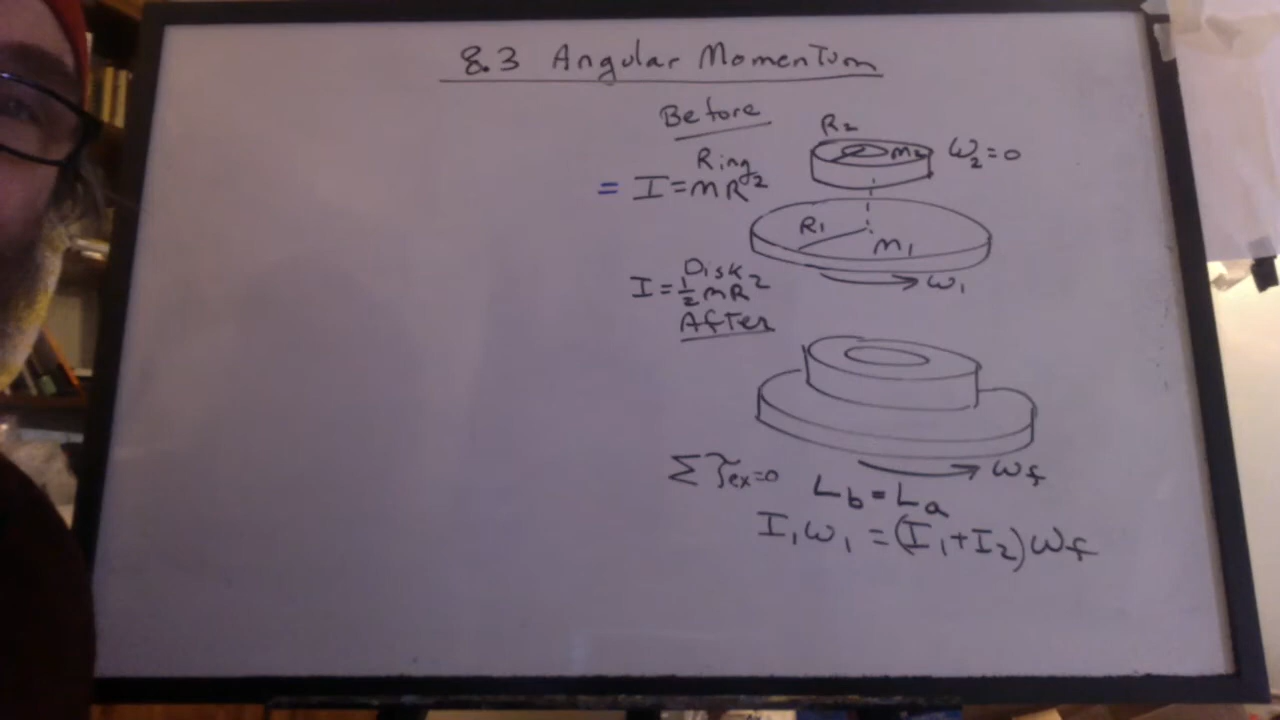 8.3 Angular Momentum
Before
R₂
m₂ ω₂=0
Ring
= I=mR²
R₁
m₁
ω₁
Disk
I=½mR²
After
ωf
Στex=0 Lb=La
I₁ω₁=(I₁+I₂)ωf